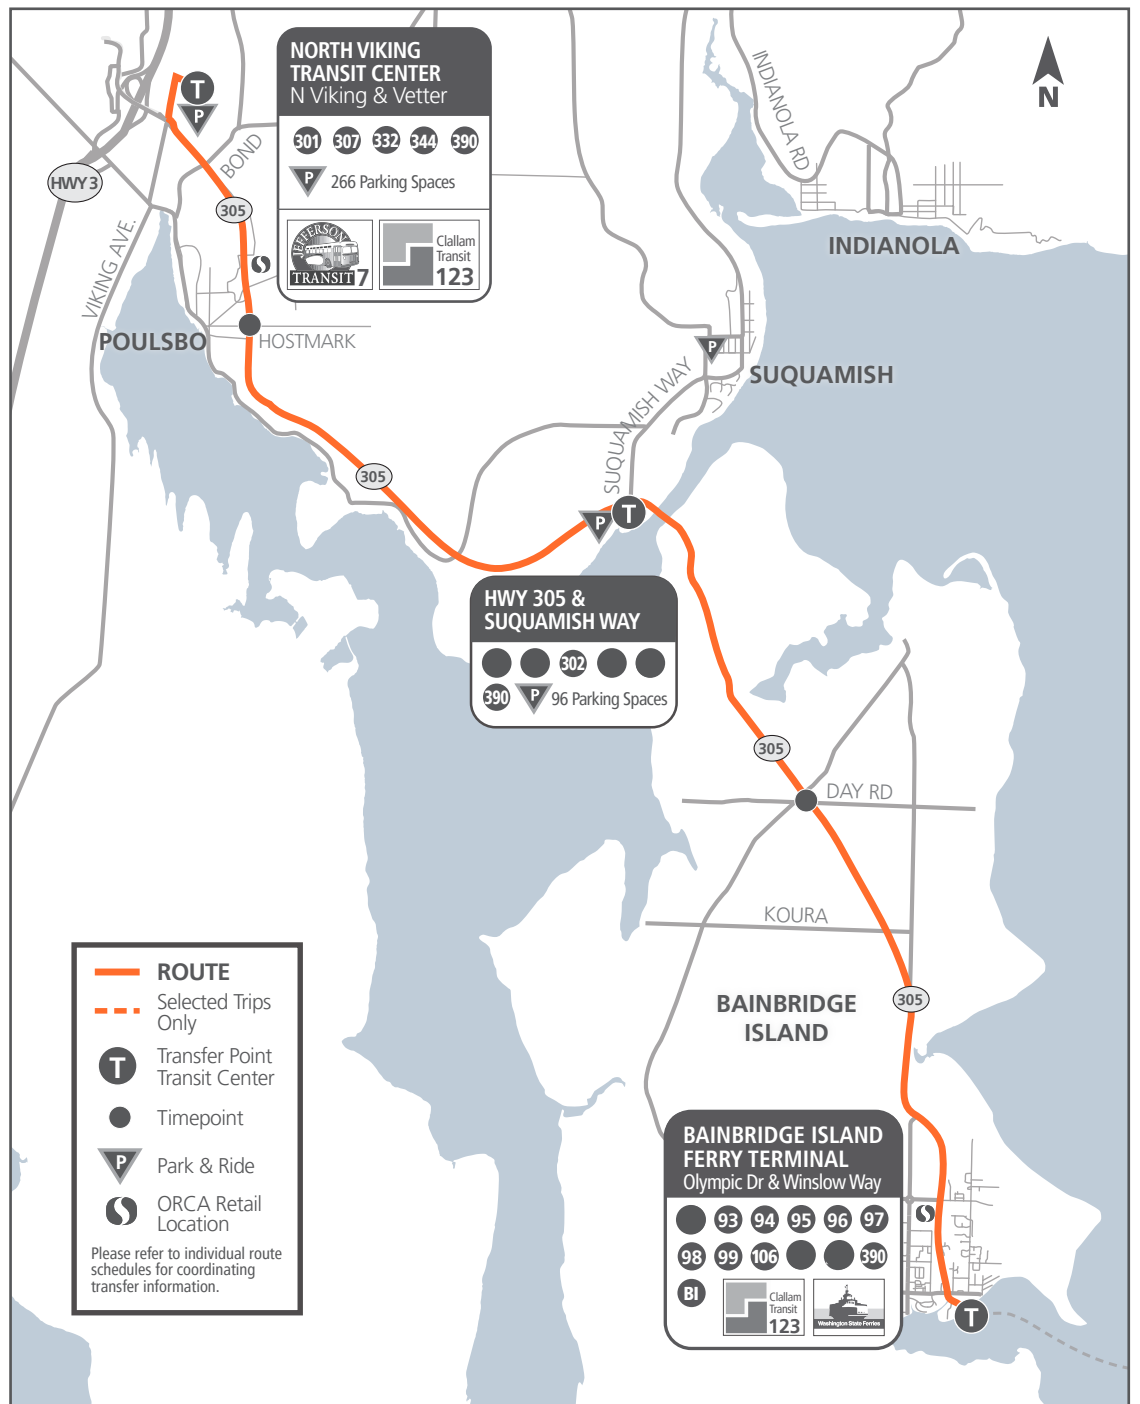 NORTH VIKING
TRANSIT CENTER
N Viking & Vetter
301 307 332 344 390
P 266 Parking Spaces
JEFFERSON
TRANSIT 7
Clallam
Transit
123
T
P
HWY 3
BOND
305
VIKING AVE.
POULSBO
HOSTMARK
INDIANOLA RD
N
INDIANOLA
P
SUQUAMISH
SUQUAMISH WAY
305
P
T
HWY 305 &
SUQUAMISH WAY
302
390 P 96 Parking Spaces
305
DAY RD
KOURA
BAINBRIDGE
ISLAND
305
BAINBRIDGE ISLAND
FERRY TERMINAL
Olympic Dr & Winslow Way
93 94 95 96 97
98 99 106 390
BI
Clallam
Transit
123
Washington State Ferries
T
ROUTE
Selected Trips
Only
T
Transfer Point
Transit Center
Timepoint
P
Park & Ride
ORCA Retail
Location
Please refer to individual route
schedules for coordinating
transfer information.